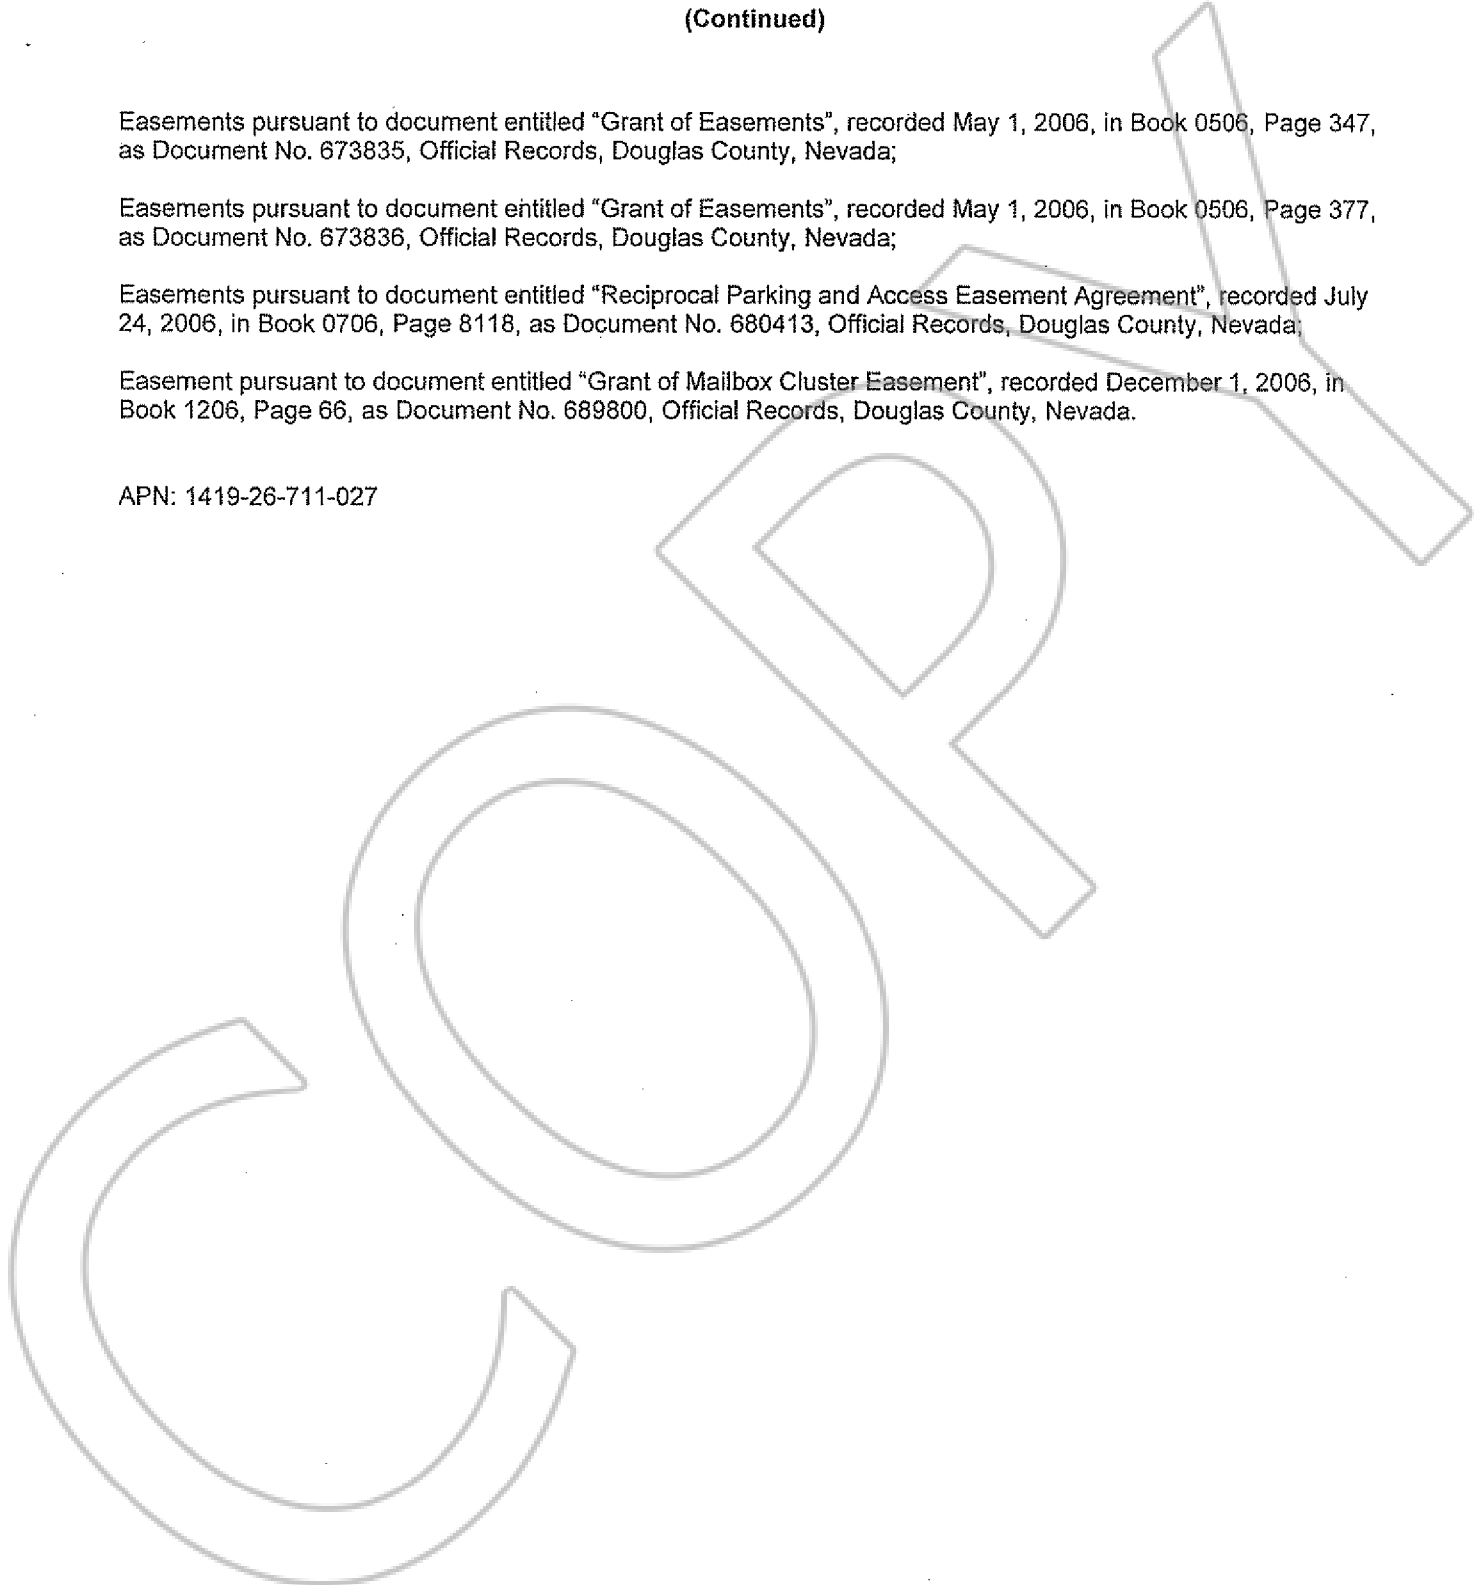 (Continued)
Easements pursuant to document entitled “Grant of Easements”, recorded May 1, 2006, in Book 0506, Page 347,
as Document No. 673835, Official Records, Douglas County, Nevada;
Easements pursuant to document entitled “Grant of Easements”, recorded May 1, 2006, in Book 0506, Page 377,
as Document No. 673836, Official Records, Douglas County, Nevada;
Easements pursuant to document entitled “Reciprocal Parking and Access Easement Agreement”, recorded July
24, 2006, in Book 0706, Page 8118, as Document No. 680413, Official Records, Douglas County, Nevada;
Easement pursuant to document entitled “Grant of Mailbox Cluster Easement”, recorded December 1, 2006, in
Book 1206, Page 66, as Document No. 689800, Official Records, Douglas County, Nevada.
APN: 1419-26-711-027
COPY